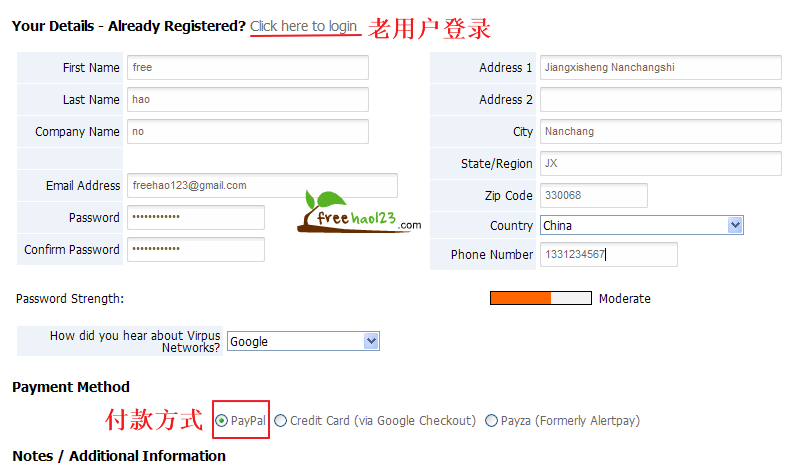 Your Details - Already Registered? Click here to login 老用户登录
First Name free
Last Name hao
Company Name no
Email Address freehao123@gmail.com
Password ••••••••••••
Confirm Password ••••••••••••
Address 1 Jiangxisheng Nanchangshi
Address 2
City Nanchang
State/Region JX
Zip Code 330068
Country China
Phone Number 1331234567
freehao123.com
Password Strength: Moderate
How did you hear about Virpus
Networks? Google
Payment Method
付款方式 PayPal Credit Card (via Google Checkout) Payza (Formerly Alertpay)
Notes / Additional Information